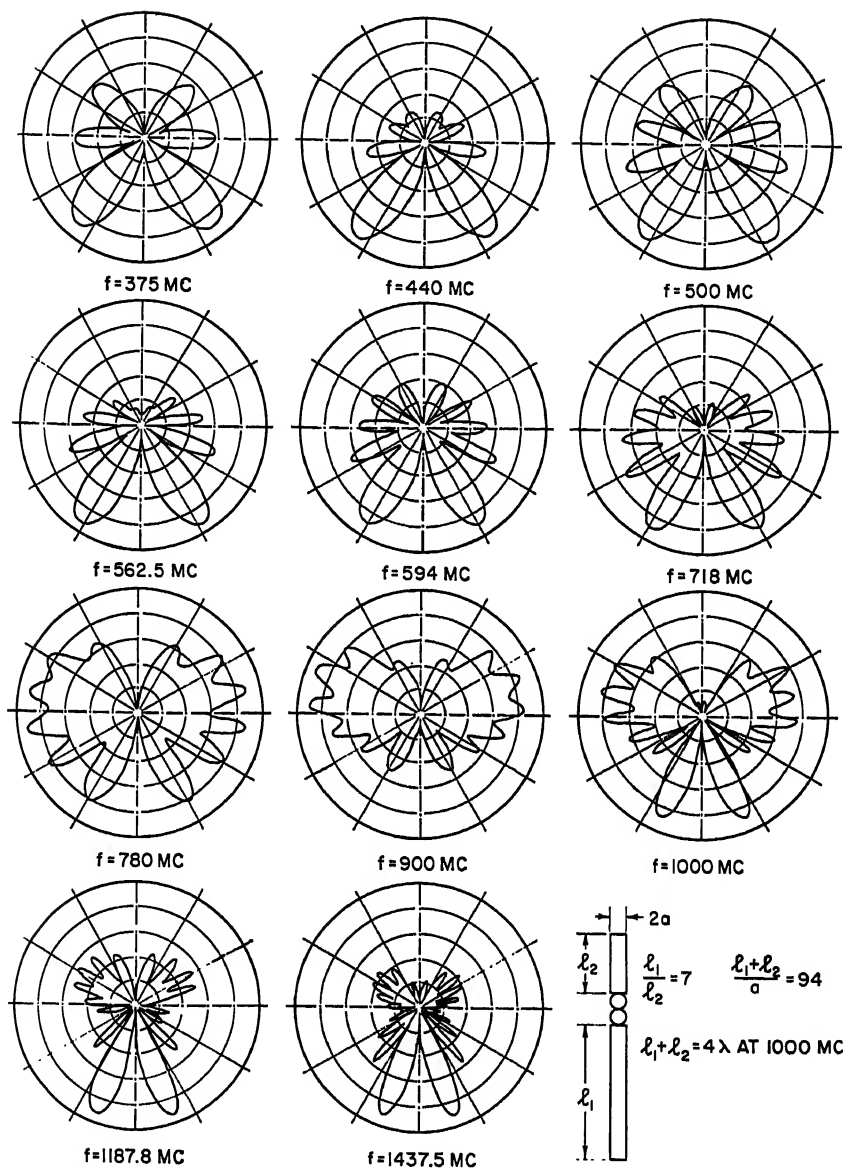 f=375 MC
f=440 MC
f=500 MC
f=562.5 MC
f=594 MC
f=718 MC
f=780 MC
f=900 MC
f=1000 MC
2a
ℓ₂
ℓ₁/ℓ₂ = 7
ℓ₁+ℓ₂/a = 94
ℓ₁+ℓ₂=4λ AT 1000 MC
ℓ₁
f=1187.8 MC
f=1437.5 MC